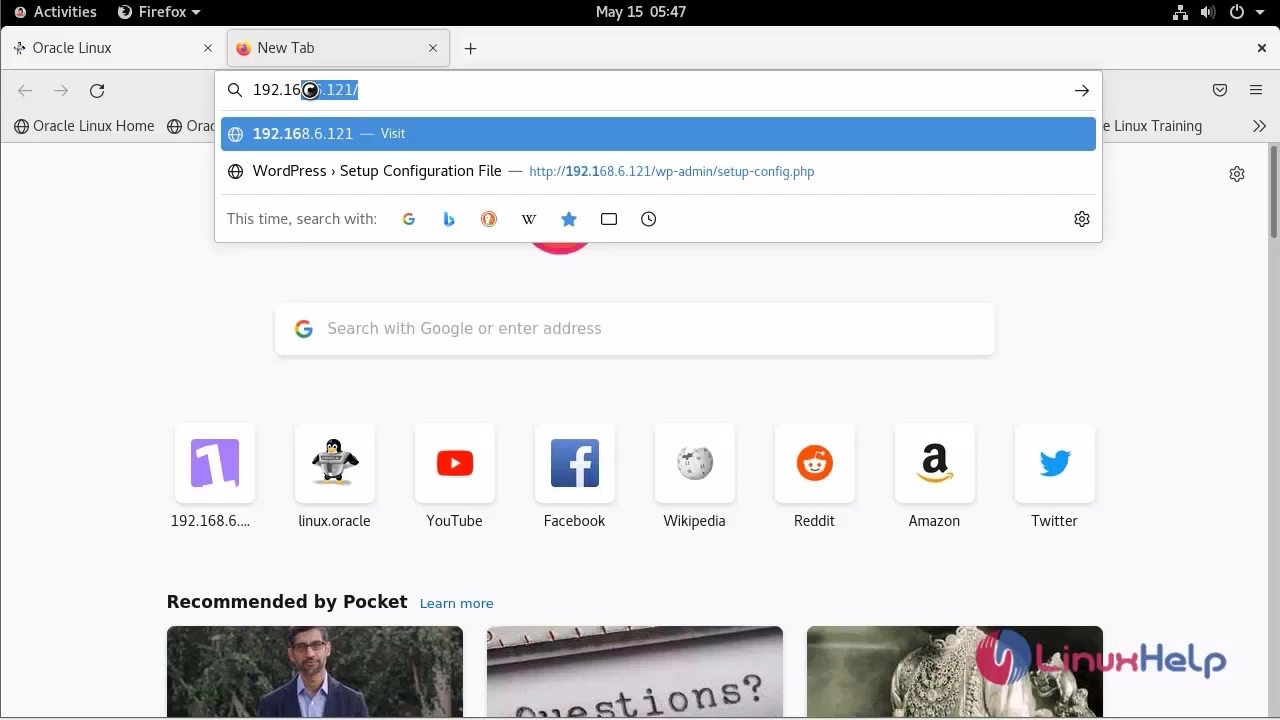 Activities Firefox May 15 05:47
Oracle Linux New Tab
192.16 .121/
Oracle Linux Home Orac e Linux Training
192.168.6.121 — Visit
WordPress › Setup Configuration File — http://192.168.6.121/wp-admin/setup-config.php
This time, search with:
Search with Google or enter address
192.168.6.... linux.oracle YouTube Facebook Wikipedia Reddit Amazon Twitter
Recommended by Pocket Learn more
Questions?
LinuxHelp